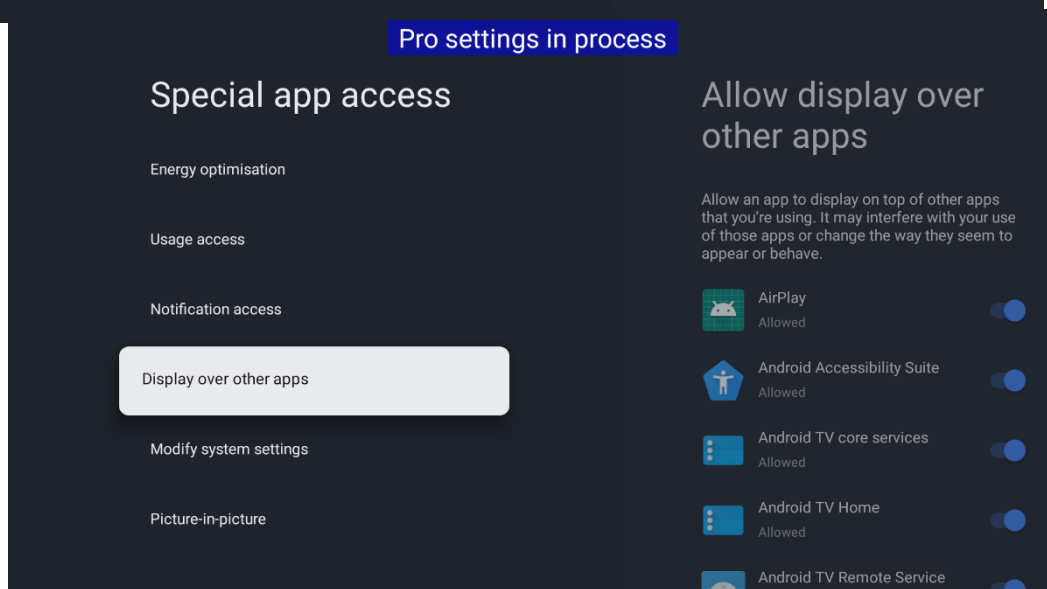 Pro settings in process
Special app access
Energy optimisation
Usage access
Notification access
Display over other apps
Modify system settings
Picture-in-picture
Allow display over
other apps
Allow an app to display on top of other apps
that you’re using. It may interfere with your use
of those apps or change the way they seem to
appear or behave.
AirPlay
Allowed
Android Accessibility Suite
Allowed
Android TV core services
Allowed
Android TV Home
Allowed
Android TV Remote Service